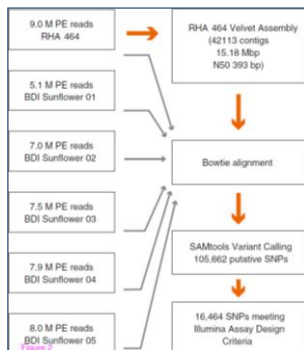 9.0 M PE reads
RHA 464
RHA 464 Velvet Assembly
(42113 contigs
15.18 Mbp
N50 393 bp)
5.1 M PE reads
BDI Sunflower 01
7.0 M PE reads
BDI Sunflower 02
Bowtie alignment
7.5 M PE reads
BDI Sunflower 03
7.9 M PE reads
BDI Sunflower 04
SAMtools Variant Calling
105,662 putative SNPs
8.0 M PE reads
BDI Sunflower 05
16,464 SNPs meeting
Illumina Assay Design
Criteria
Figure 2